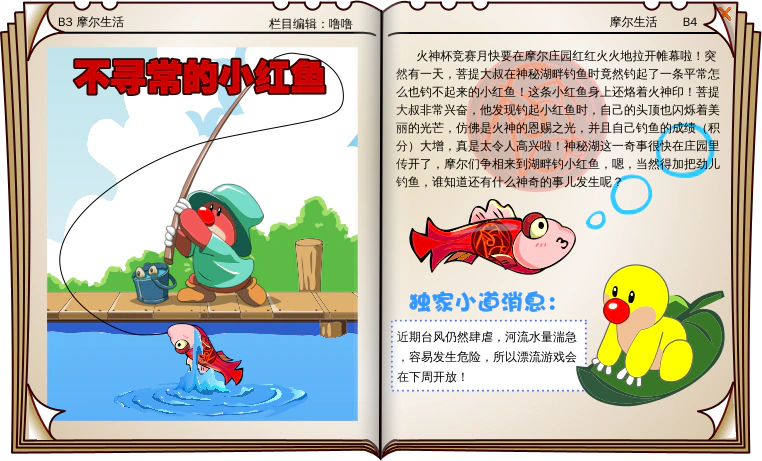 B3 摩尔生活
栏目编辑：噜噜
不寻常的小红鱼
摩尔生活 B4
火神杯竞赛月快要在摩尔庄园红红火火地拉开帷幕啦！突
然有一天，菩提大叔在神秘湖畔钓鱼时竟然钓起了一条平常怎
么也钓不起来的小红鱼！这条小红鱼身上还烙着火神印！菩提
大叔非常兴奋，他发现钓起小红鱼时，自己的头顶也闪烁着美
丽的光芒，仿佛是火神的恩赐之光，并且自己钓鱼的成绩（积
分）大增，真是太令人高兴啦！神秘湖这一奇事很快在庄园里
传开了，摩尔们争相来到湖畔钓小红鱼，嗯，当然得加把劲儿
钓鱼，谁知道还有什么神奇的事儿发生呢？
独家小道消息：
近期台风仍然肆虐，河流水量湍急
，容易发生危险，所以漂流游戏会
在下周开放！